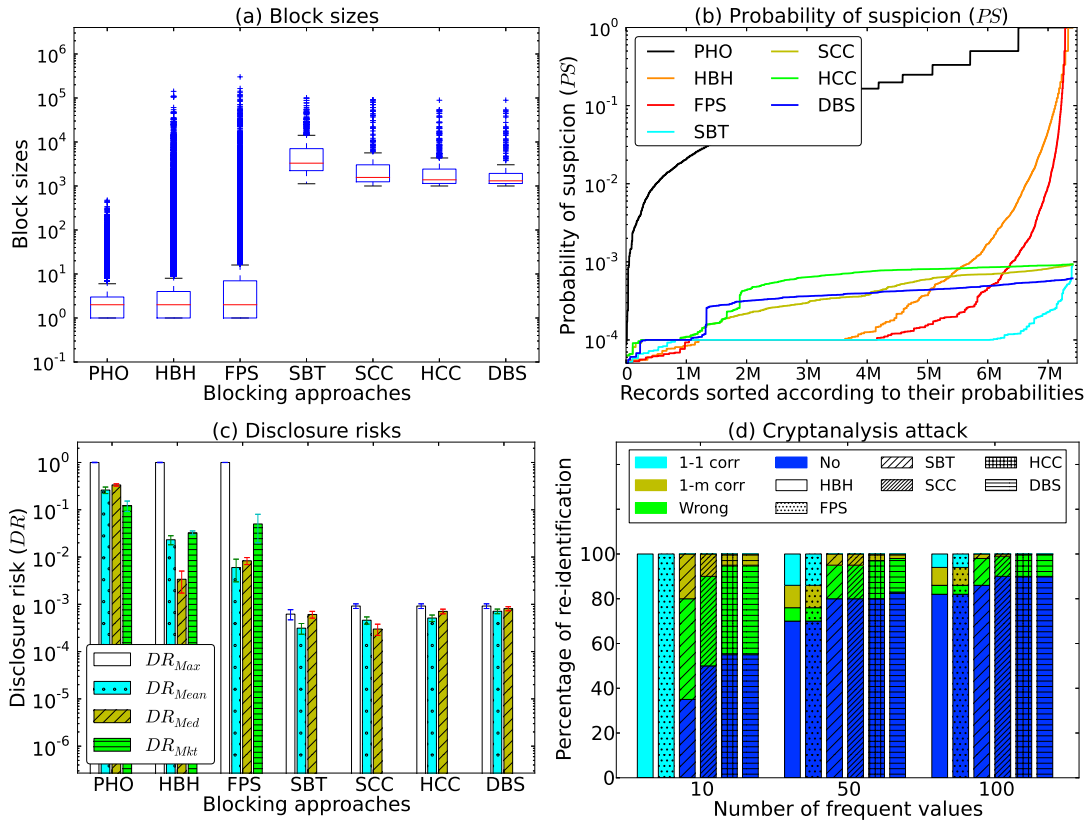 (a) Block sizes
Block sizes
10^6
10^5
10^4
10^3
10^2
10^1
10^0
10^-1
PHO HBH FPS SBT SCC HCC DBS
Blocking approaches
(b) Probability of suspicion (PS)
Probability of suspicion (PS)
10^0
10^-1
10^-2
10^-3
10^-4
PHO
HBH
FPS
SBT
SCC
HCC
DBS
0 1M 2M 3M 4M 5M 6M 7M
Records sorted according to their probabilities
(c) Disclosure risks
Disclosure risk (DR)
10^0
10^-1
10^-2
10^-3
10^-4
10^-5
10^-6
DR_Max
DR_Mean
DR_Med
DR_Mkt
PHO HBH FPS SBT SCC HCC DBS
Blocking approaches
(d) Cryptanalysis attack
Percentage of re-identification
1-1 corr
1-m corr
Wrong
No
HBH
FPS
SBT
SCC
HCC
DBS
100
80
60
40
20
0
10 50 100
Number of frequent values